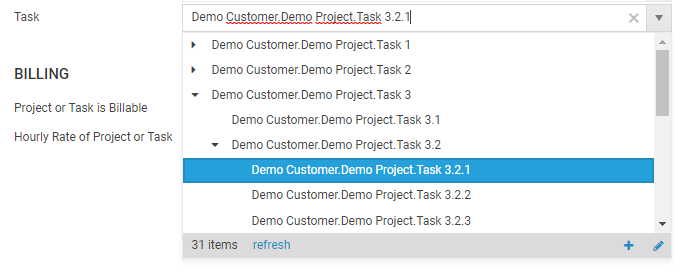 Task
Demo Customer.Demo Project.Task 3.2.1
Demo Customer.Demo Project.Task 1
Demo Customer.Demo Project.Task 2
Demo Customer.Demo Project.Task 3
Demo Customer.Demo Project.Task 3.1
Demo Customer.Demo Project.Task 3.2
Demo Customer.Demo Project.Task 3.2.1
Demo Customer.Demo Project.Task 3.2.2
Demo Customer.Demo Project.Task 3.2.3
31 items refresh
BILLING
Project or Task is Billable
Hourly Rate of Project or Task